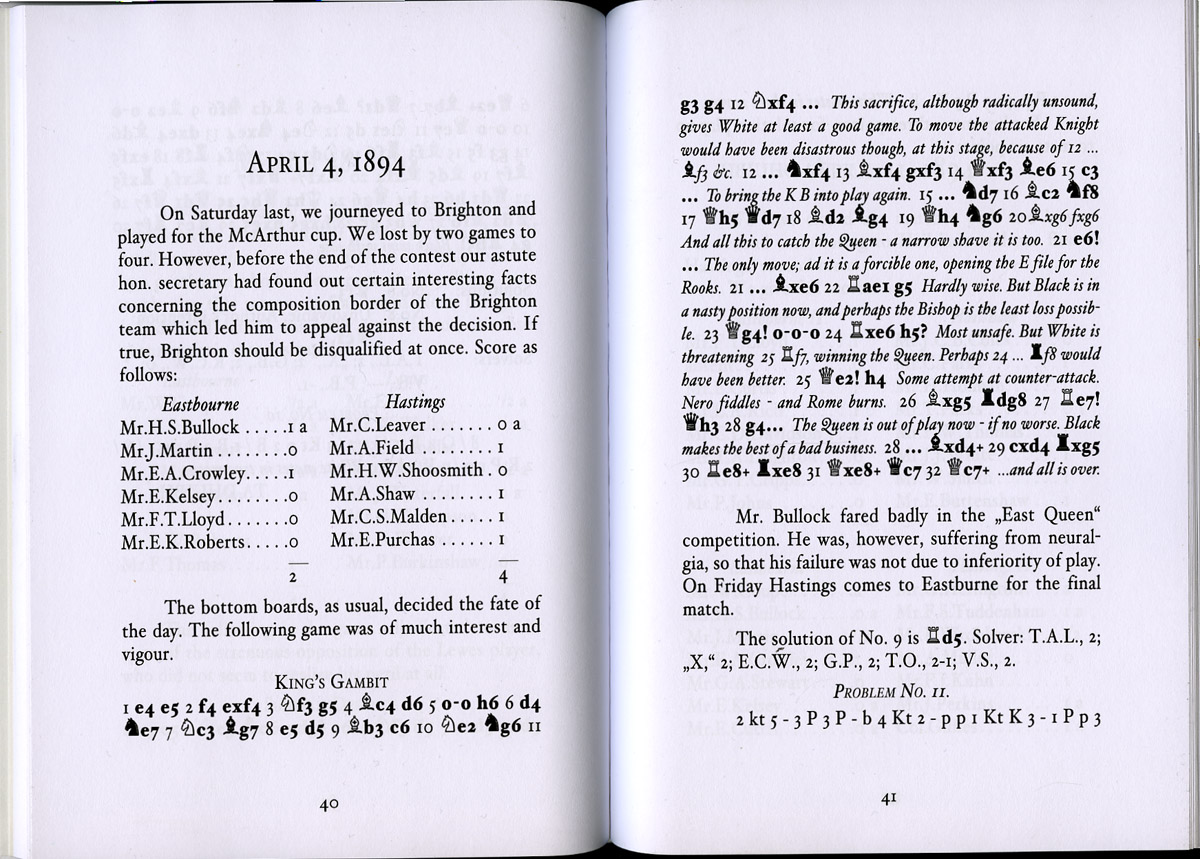 APRIL 4, 1894
On Saturday last, we journeyed to Brighton and
played for the McArthur cup. We lost by two games to
four. However, before the end of the contest our astute
hon. secretary had found out certain interesting facts
concerning the composition border of the Brighton
team which led him to appeal against the decision. If
true, Brighton should be disqualified at once. Score as
follows:
Eastbourne Hastings
Mr.H.S.Bullock .....1 a Mr.C.Leaver .......0 a
Mr.J.Martin ........0 Mr.A.Field .........1
Mr.E.A.Crowley.....1 Mr.H.W.Shoosmith .0
Mr.E.Kelsey ........0 Mr.A.Shaw ........1
Mr.F.T.Lloyd.......0 Mr.C.S.Malden .....1
Mr.E.K.Roberts.....0 Mr.E.Purchas ......1
2 4
The bottom boards, as usual, decided the fate of
the day. The following game was of much interest and
vigour.
KING'S GAMBIT
1 e4 e5 2 f4 exf4 3 ♘f3 g5 4 ♗c4 d6 5 0-0 h6 6 d4
♞e7 7 ♘c3 ♝g7 8 e5 d5 9 ♗b3 c6 10 ♘e2 ♞g6 11
40
g3 g4 12 ♘xf4 ... This sacrifice, although radically unsound,
gives White at least a good game. To move the attacked Knight
would have been disastrous though, at this stage, because of 12 ...
♝f3 &c. 12 ... ♞xf4 13 ♗xf4 gxf3 14 ♕xf3 ♝e6 15 c3
... To bring the K B into play again. 15 ... ♞d7 16 ♗c2 ♞f8
17 ♕h5 ♛d7 18 ♗d2 ♝g4 19 ♕h4 ♞g6 20 ♗xg6 fxg6
And all this to catch the Queen - a narrow shave it is too. 21 e6!
... The only move; ad it is a forcible one, opening the E file for the
Rooks. 21 ... ♝xe6 22 ♖ae1 g5 Hardly wise. But Black is in
a nasty position now, and perhaps the Bishop is the least loss possib-
le. 23 ♕g4! 0-0-0 24 ♖xe6 h5? Most unsafe. But White is
threatening 25 ♖f7, winning the Queen. Perhaps 24 ... ♜f8 would
have been better. 25 ♕e2! h4 Some attempt at counter-attack.
Nero fiddles - and Rome burns. 26 ♗xg5 ♜dg8 27 ♖e7!
♛h3 28 g4... The Queen is out of play now - if no worse. Black
makes the best of a bad business. 28 ... ♝xd4+ 29 cxd4 ♜xg5
30 ♖e8+ ♜xe8 31 ♕xe8+ ♛c7 32 ♕c7+ ...and all is over.
Mr. Bullock fared badly in the „East Queen“
competition. He was, however, suffering from neural-
gia, so that his failure was not due to inferiority of play.
On Friday Hastings comes to Eastburne for the final
match.
The solution of No. 9 is ♖d5. Solver: T.A.L., 2;
„X,“ 2; E.C.W., 2; G.P., 2; T.O., 2-1; V.S., 2.
PROBLEM NO. 11.
2 kt 5 - 3 P 3 P - b 4 Kt 2 - p p 1 Kt K 3 - 1 P p 3
41